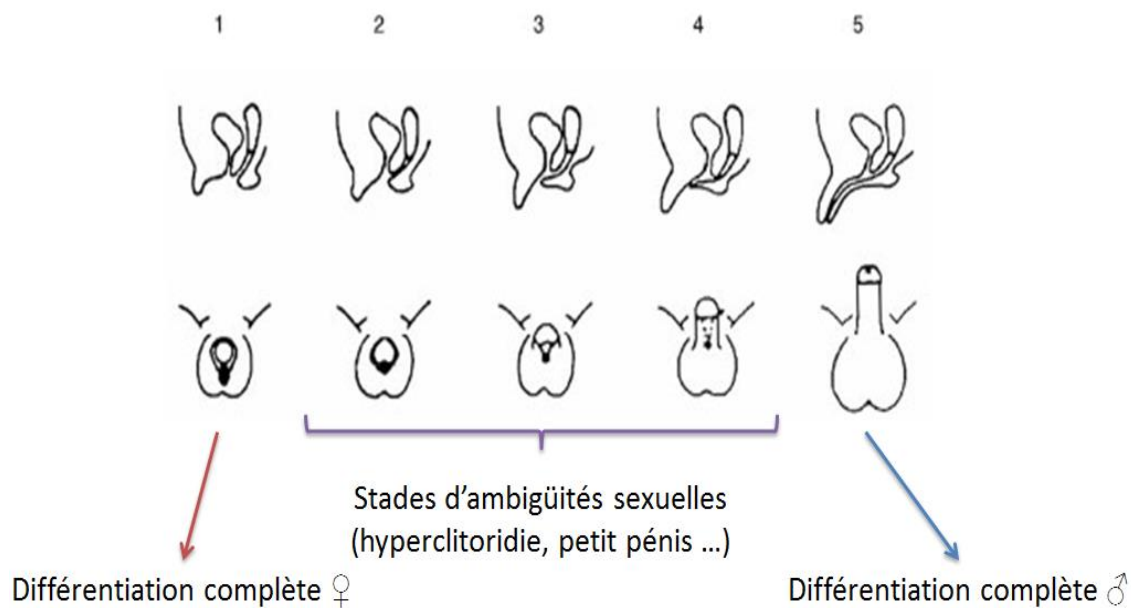 1 2 3 4 5
Stades d'ambigüités sexuelles
(hyperclitoridie, petit pénis ...)
Différentiation complète ♀ Différentiation complète ♂